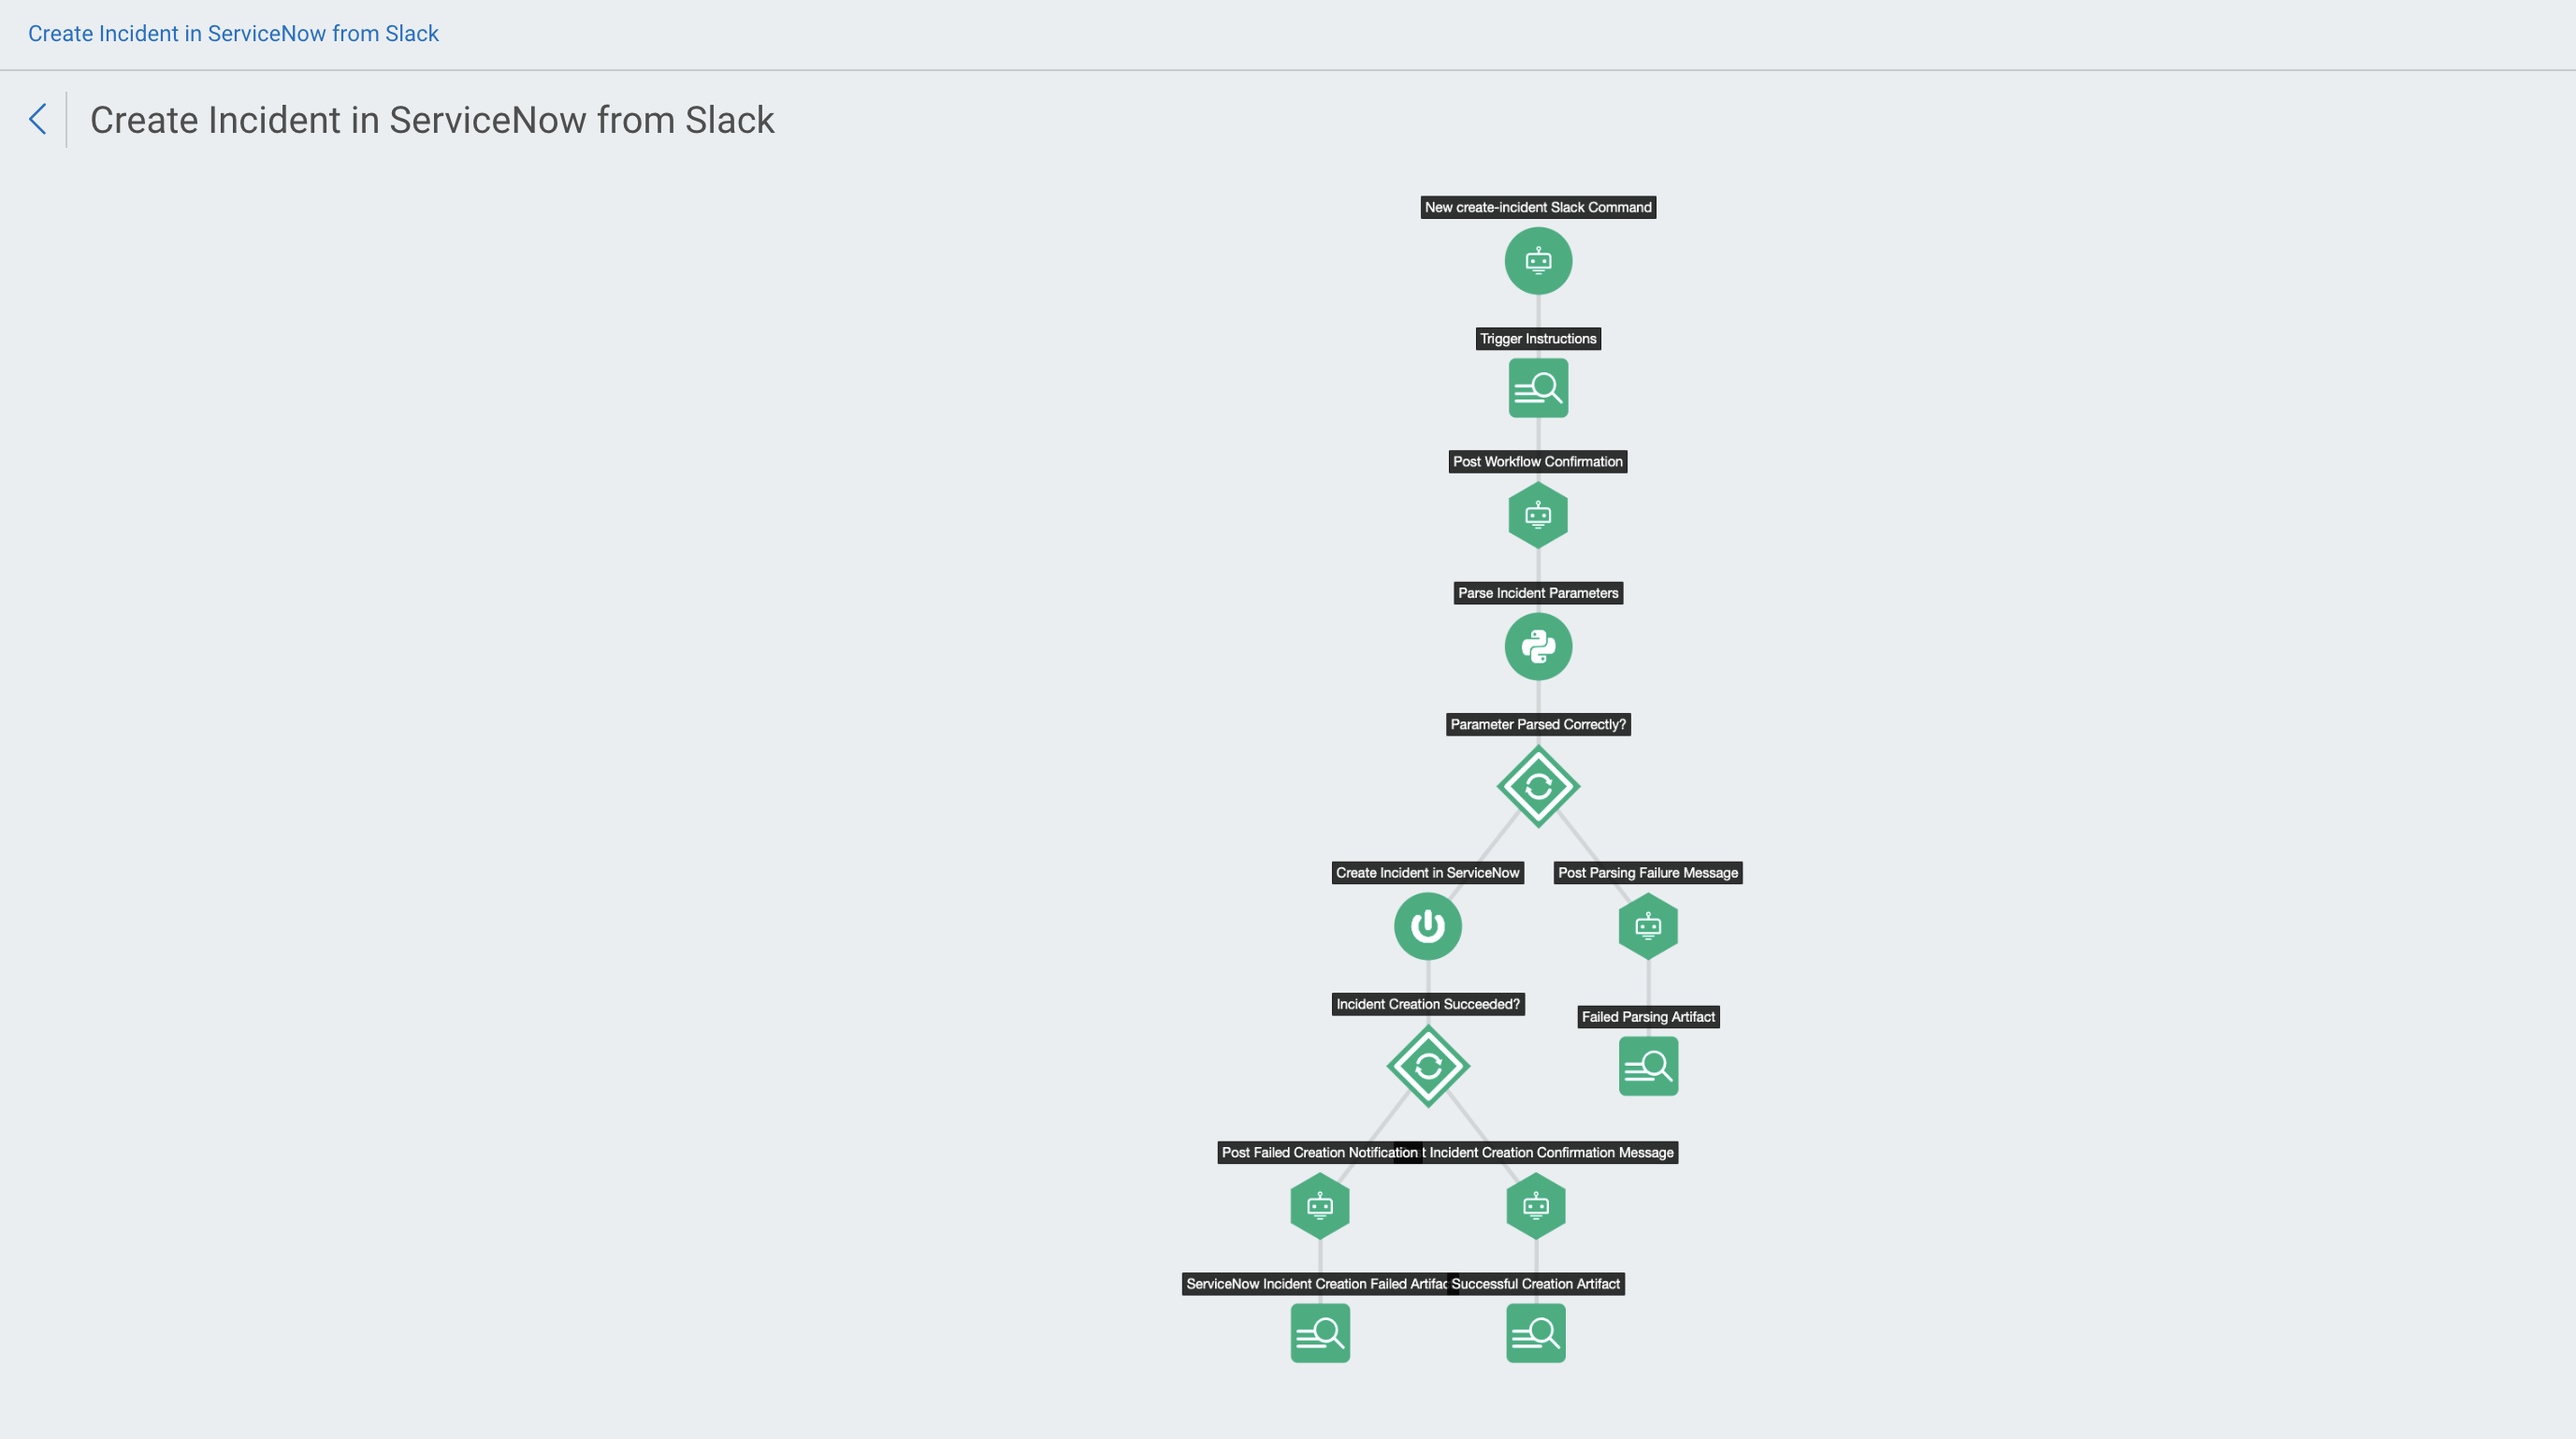 Create Incident in ServiceNow from Slack
Create Incident in ServiceNow from Slack
New create-incident Slack Command
Trigger Instructions
Post Workflow Confirmation
Parse Incident Parameters
Parameter Parsed Correctly?
Create Incident in ServiceNow
Post Parsing Failure Message
Incident Creation Succeeded?
Failed Parsing Artifact
Post Failed Creation Notification
Incident Creation Confirmation Message
ServiceNow Incident Creation Failed
Successful Creation Artifact